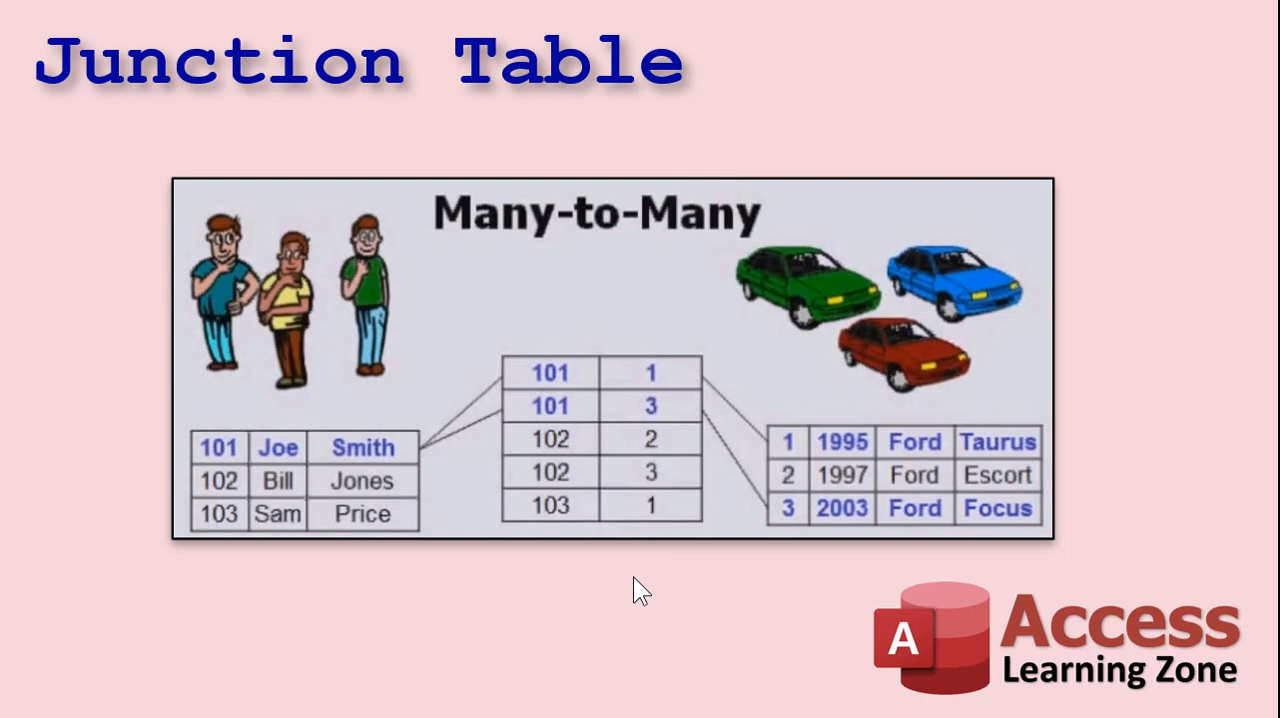 Junction Table
Many-to-Many
101 1
101 3
102 2
102 3
103 1
101 Joe Smith
102 Bill Jones
103 Sam Price
1 1995 Ford Taurus
2 1997 Ford Escort
3 2003 Ford Focus
A
Access
Learning Zone